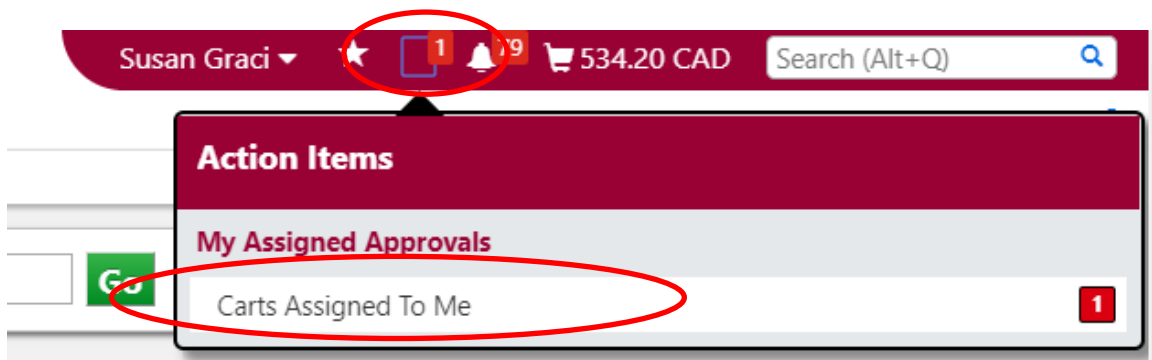 Susan Graci 1 79 534.20 CAD Search (Alt+Q)
Action Items
My Assigned Approvals
Go
Carts Assigned To Me 1